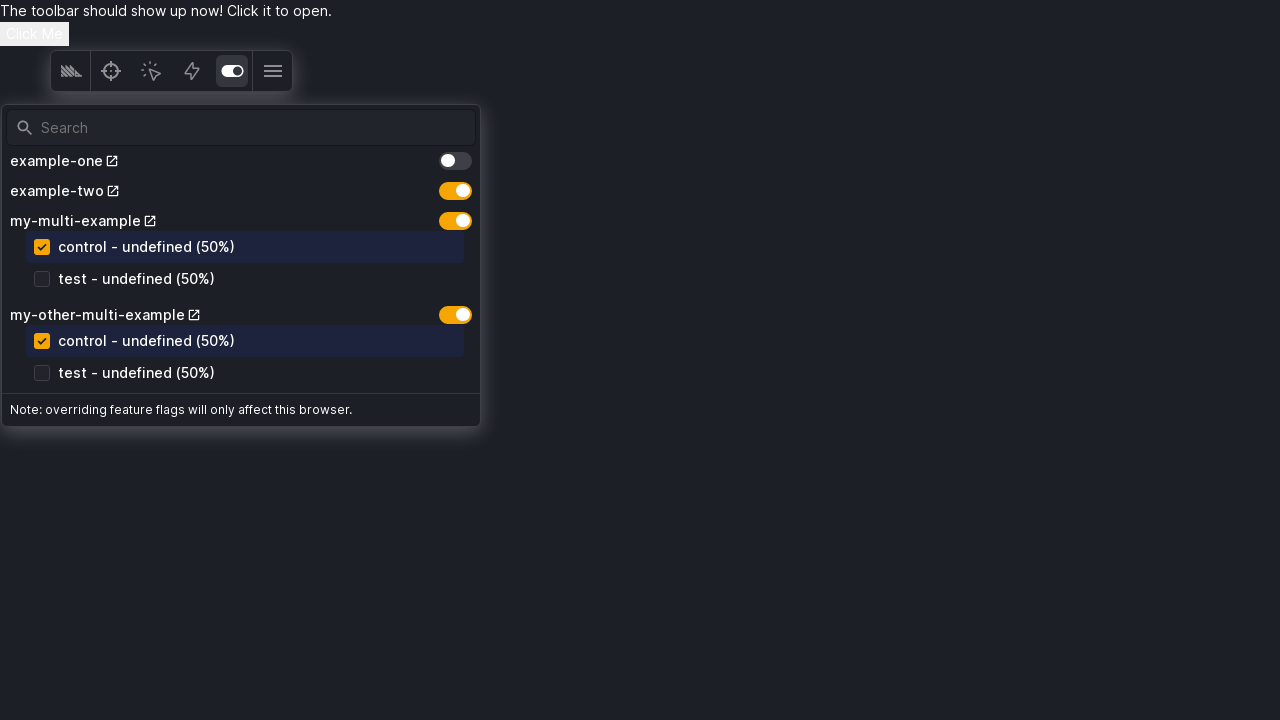 The toolbar should show up now! Click it to open.
Click Me
Search
example-one
example-two
my-multi-example
control - undefined (50%)
test - undefined (50%)
my-other-multi-example
control - undefined (50%)
test - undefined (50%)
Note: overriding feature flags will only affect this browser.